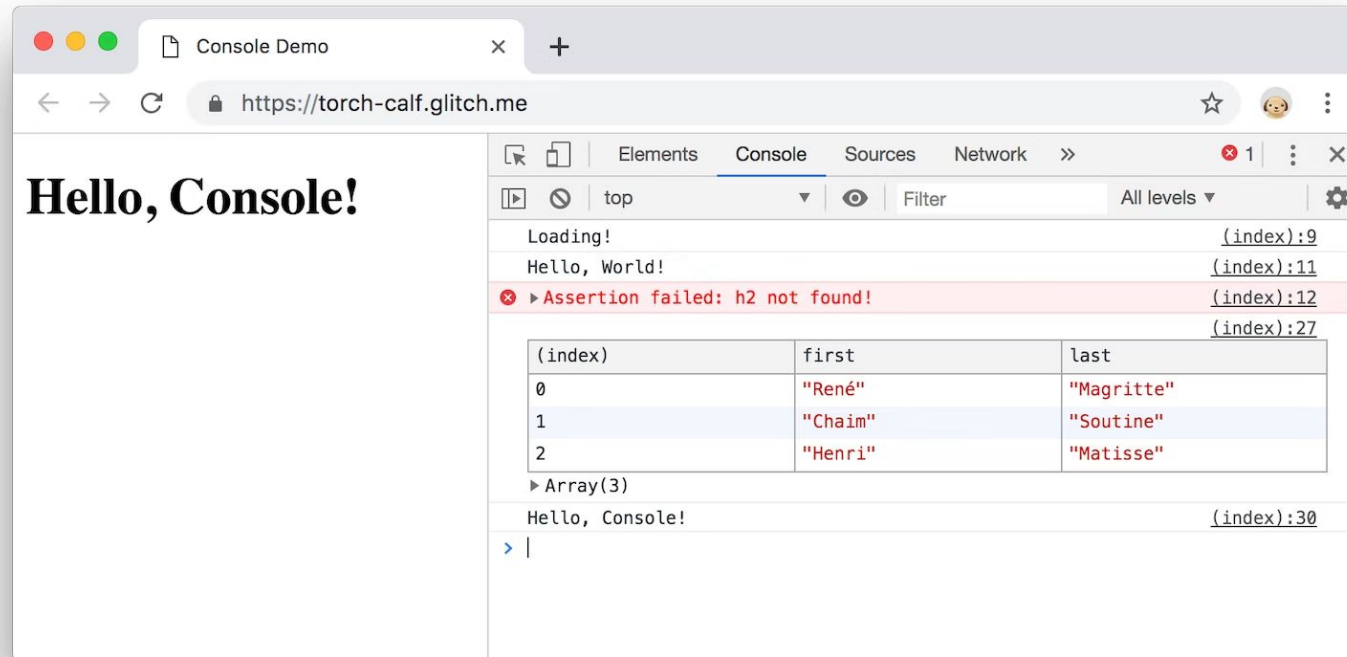 Console Demo
https://torch-calf.glitch.me
Hello, Console!
Elements Console Sources Network 1
top Filter All levels
Loading! (index):9
Hello, World! (index):11
Assertion failed: h2 not found! (index):12
(index):27
(index) first last
0 "René" "Magritte"
1 "Chaim" "Soutine"
2 "Henri" "Matisse"
Array(3)
Hello, Console! (index):30